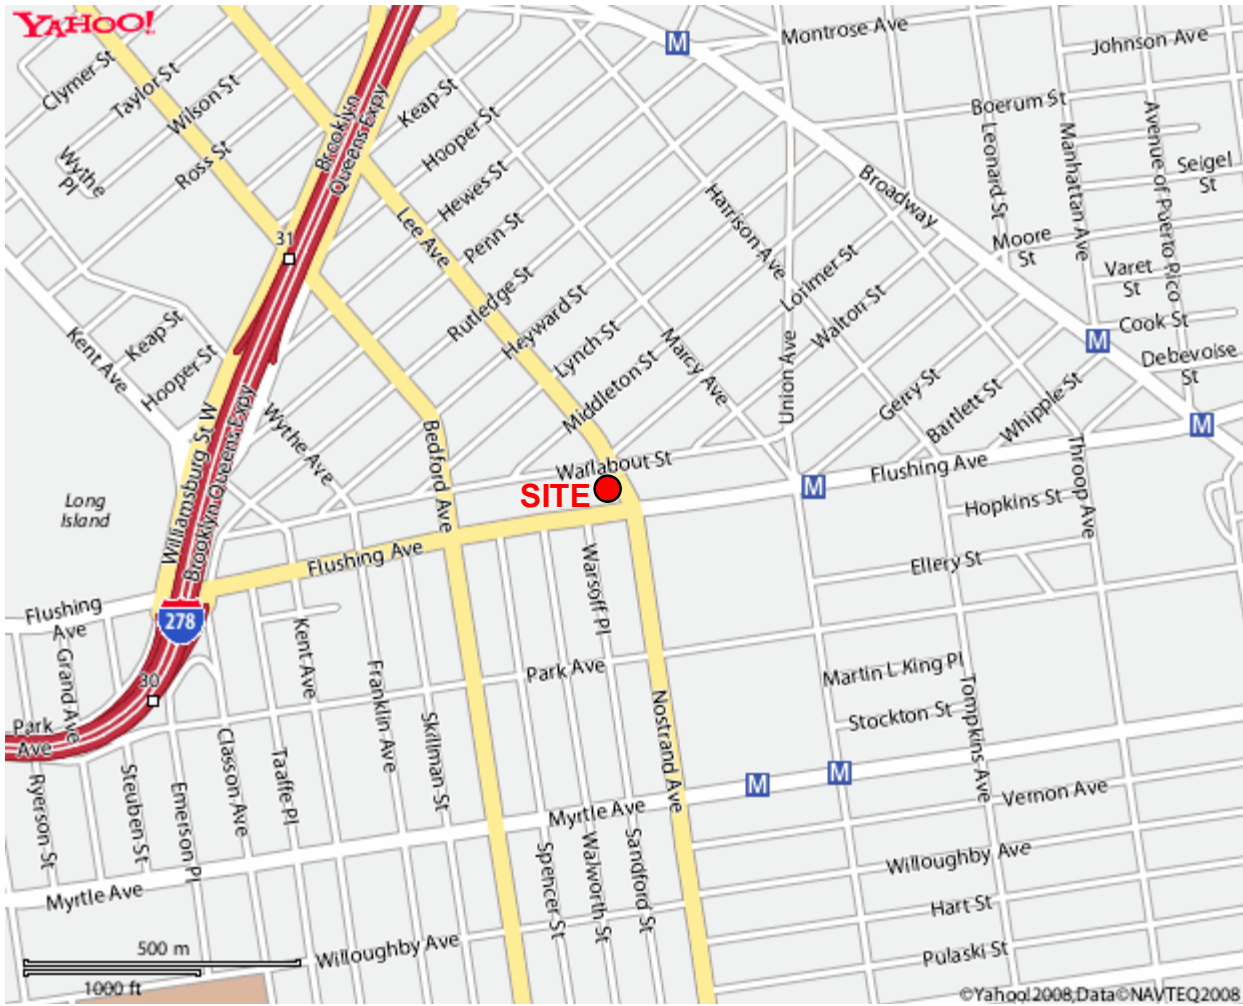 YAHOO!
Montrose Ave
Johnson Ave
Clymer St
Taylor St
Wilson St
Ross St
Wythe
Pl
Brooklyn
Queens Expy
Keap St
Hooper St
Hewes St
Penn St
Rutledge St
Heyward St
Lynch St
Middleton St
Lee Ave
Boerum St
Leonard St
Manhattan Ave
Avenue of Puerto Rico
Seigel
St
Moore
St
Varet
St
Cook St
Debevoise
St
Broadway
Harrison Ave
Lorimer St
Walton St
Union Ave
Marcy Ave
31
Kent Ave
Keap St
Hooper St
Wythe Ave
Williamsburg St W
Brooklyn Queens Expy
Bedford Ave
Wallabout St
SITE
Gerry St
Bartlett St
Whipple St
Throop Ave
Flushing Ave
Hopkins St
Ellery St
Long
Island
Flushing Ave
Flushing
Ave
278
30
Grand Ave
Park
Ave
Kent Ave
Franklin Ave
Skillman St
Warsoff Pl
Park Ave
Nostrand Ave
Martin L King Pl
Stockton St
Tompkins Ave
Ryerson St
Steuben St
Emerson Pl
Classon Ave
Taaffe Pl
Myrtle Ave
Myrtle Ave
Spencer St
Walworth St
Sandford St
Vernon Ave
Willoughby Ave
Willoughby Ave
Hart St
Pulaski St
M
M
M
M
M
M
500 m
1000 ft
©Yahoo! 2008, Data©NAVTEQ2008